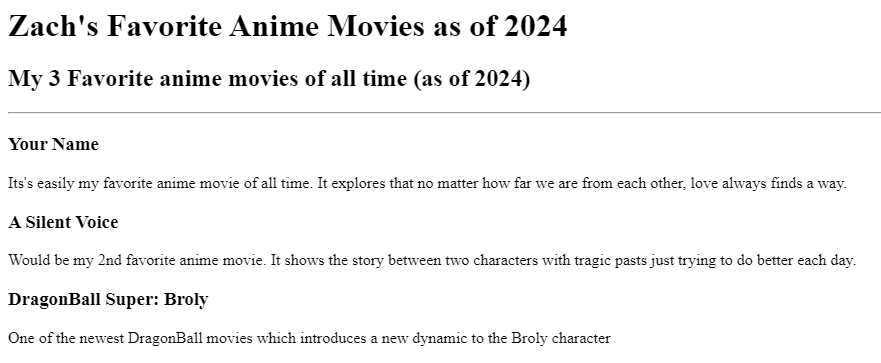 Zach's Favorite Anime Movies as of 2024
My 3 Favorite anime movies of all time (as of 2024)
Your Name
Its's easily my favorite anime movie of all time. It explores that no matter how far we are from each other, love always finds a way.
A Silent Voice
Would be my 2nd favorite anime movie. It shows the story between two characters with tragic pasts just trying to do better each day.
DragonBall Super: Broly
One of the newest DragonBall movies which introduces a new dynamic to the Broly character